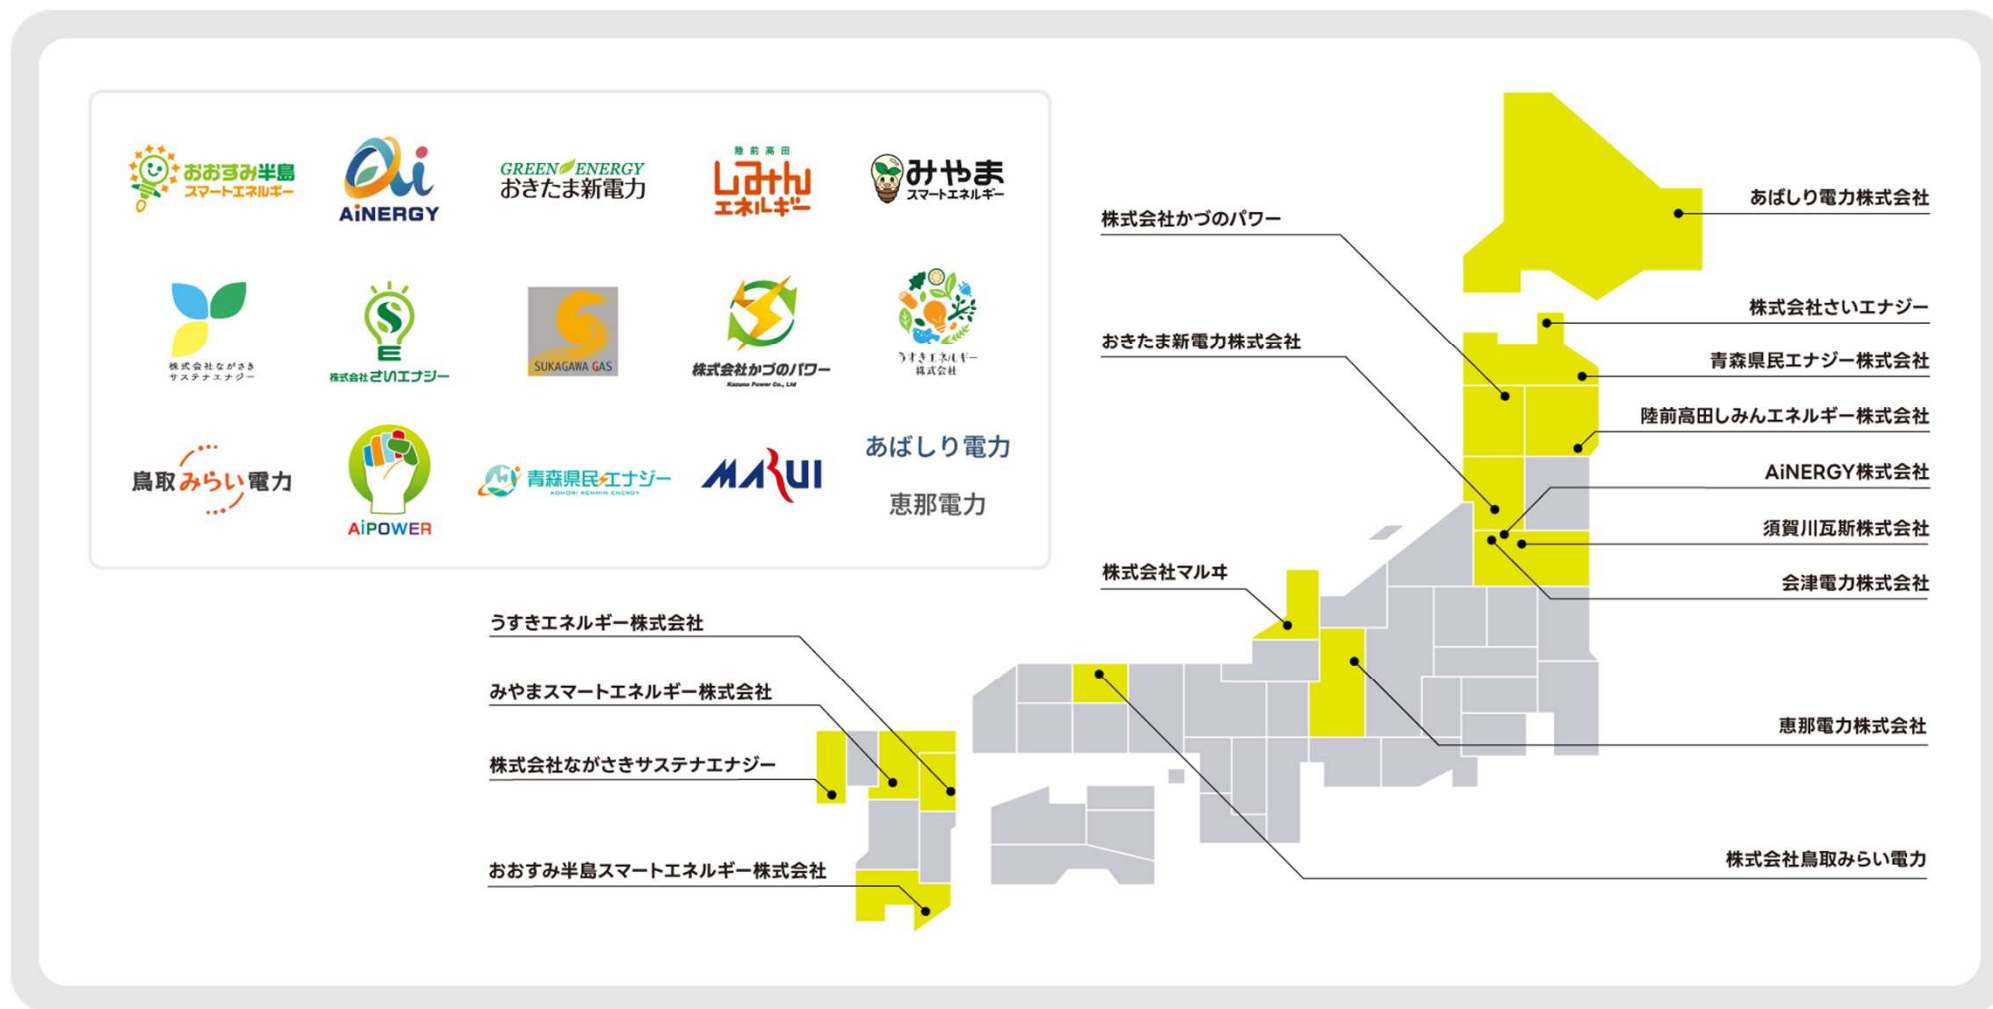 おおすみ半島
スマートエネルギー
AiNERGY
GREEN ENERGY
おきたま新電力
陸前高田
しみん
エネルギー
みやま
スマートエネルギー
株式会社ながさき
サステナエナジー
株式会社さいエナジー
SUKAGAWA GAS
株式会社かづのパワー
Kazuno Power Co., Ltd
うすきエネルギー
株式会社
鳥取みらい電力
AiPOWER
青森県民エナジー
AOMORI KENMIN ENERGY
MARUI
あばしり電力
恵那電力
あばしり電力株式会社
株式会社かづのパワー
株式会社さいエナジー
おきたま新電力株式会社
青森県民エナジー株式会社
陸前高田しみんエネルギー株式会社
AiNERGY株式会社
須賀川瓦斯株式会社
株式会社マルヰ
会津電力株式会社
うすきエネルギー株式会社
みやまスマートエネルギー株式会社
恵那電力株式会社
株式会社ながさきサステナエナジー
株式会社鳥取みらい電力
おおすみ半島スマートエネルギー株式会社